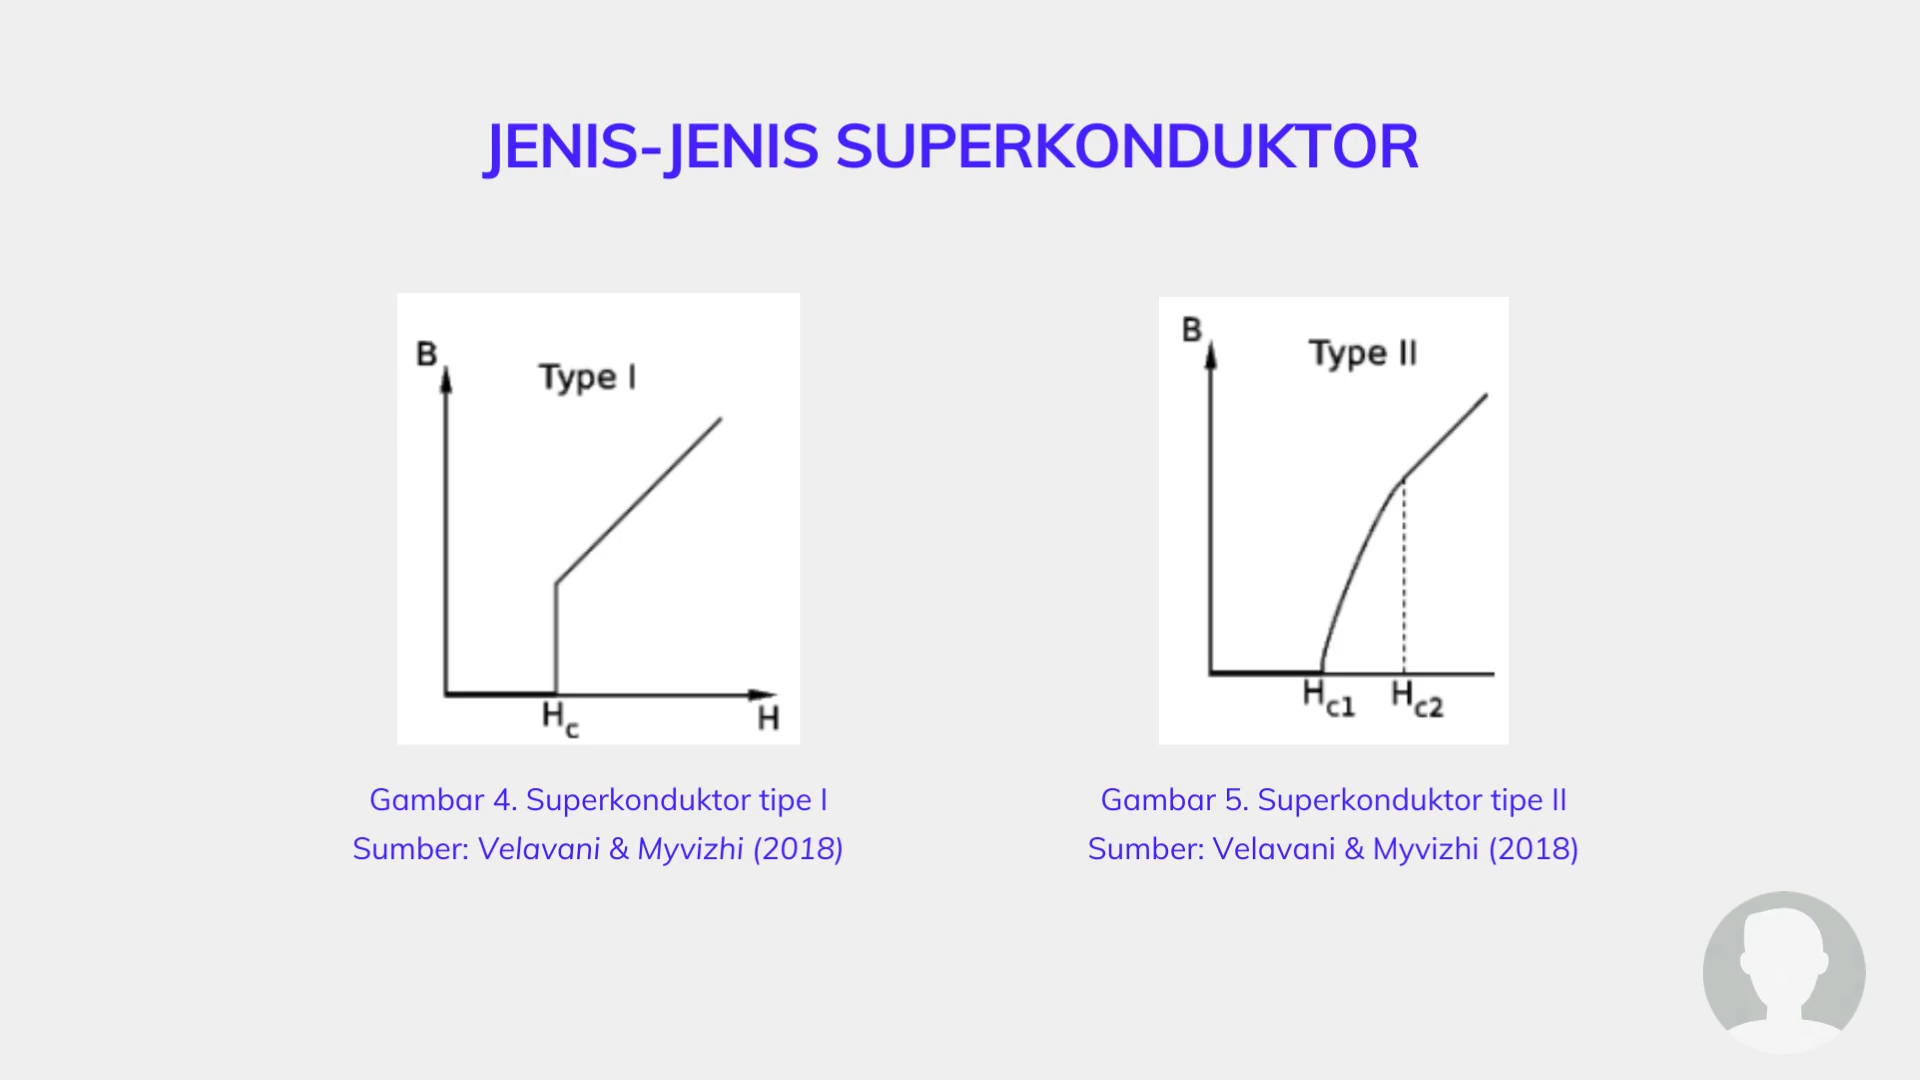 JENIS-JENIS SUPERKONDUKTOR
B
Type I
H
c
H
Gambar 4. Superkonduktor tipe I
Sumber: Velavani & Myvizhi (2018)
B
Type II
Hc1
Hc2
Gambar 5. Superkonduktor tipe II
Sumber: Velavani & Myvizhi (2018)